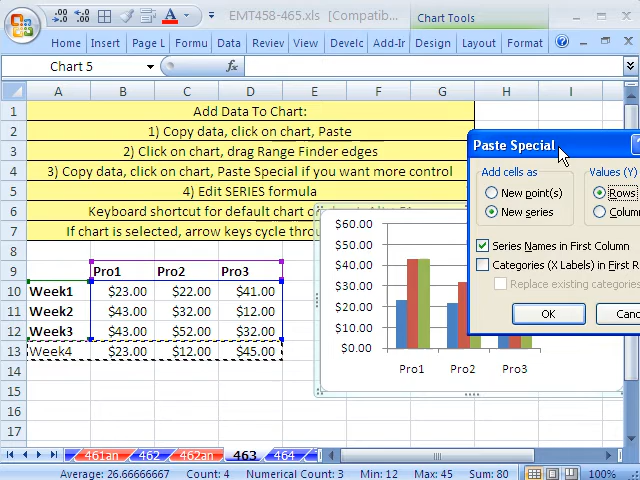 EMT458-465.xls [Compatib...
Chart Tools
Home Insert Page L Formu Data Reviev View Develc Add-Ir Design Layout Format
Chart 5 fx
A B C D E F G H I
1 Add Data To Chart:
2 1) Copy data, click on chart, Paste
3 2) Click on chart, drag Range Finder edges
4 3) Copy data, click on chart, Paste Special if you want more control
5 4) Edit SERIES formula
6 Keyboard shortcut for default chart o
7 If chart is selected, arrow keys cycle throu
8
9 Pro1 Pro2 Pro3
10 Week1 $23.00 $22.00 $41.00
11 Week2 $43.00 $32.00 $12.00
12 Week3 $43.00 $52.00 $32.00
13 Week4 $23.00 $12.00 $45.00
14
15
16
17
$60.00
$50.00
$40.00
$30.00
$20.00
$10.00
$0.00
Pro1 Pro2 Pro3
Paste Special ?
Add cells as Values (Y)
New point(s) Rows
New series Column
Series Names in First Column
Categories (X Labels) in First R
Replace existing categories
OK Canc
461an 462 462an 463 464
Average: 26.66666667 Count: 4 Numerical Count: 3 Min: 12 Max: 45 Sum: 80 100%